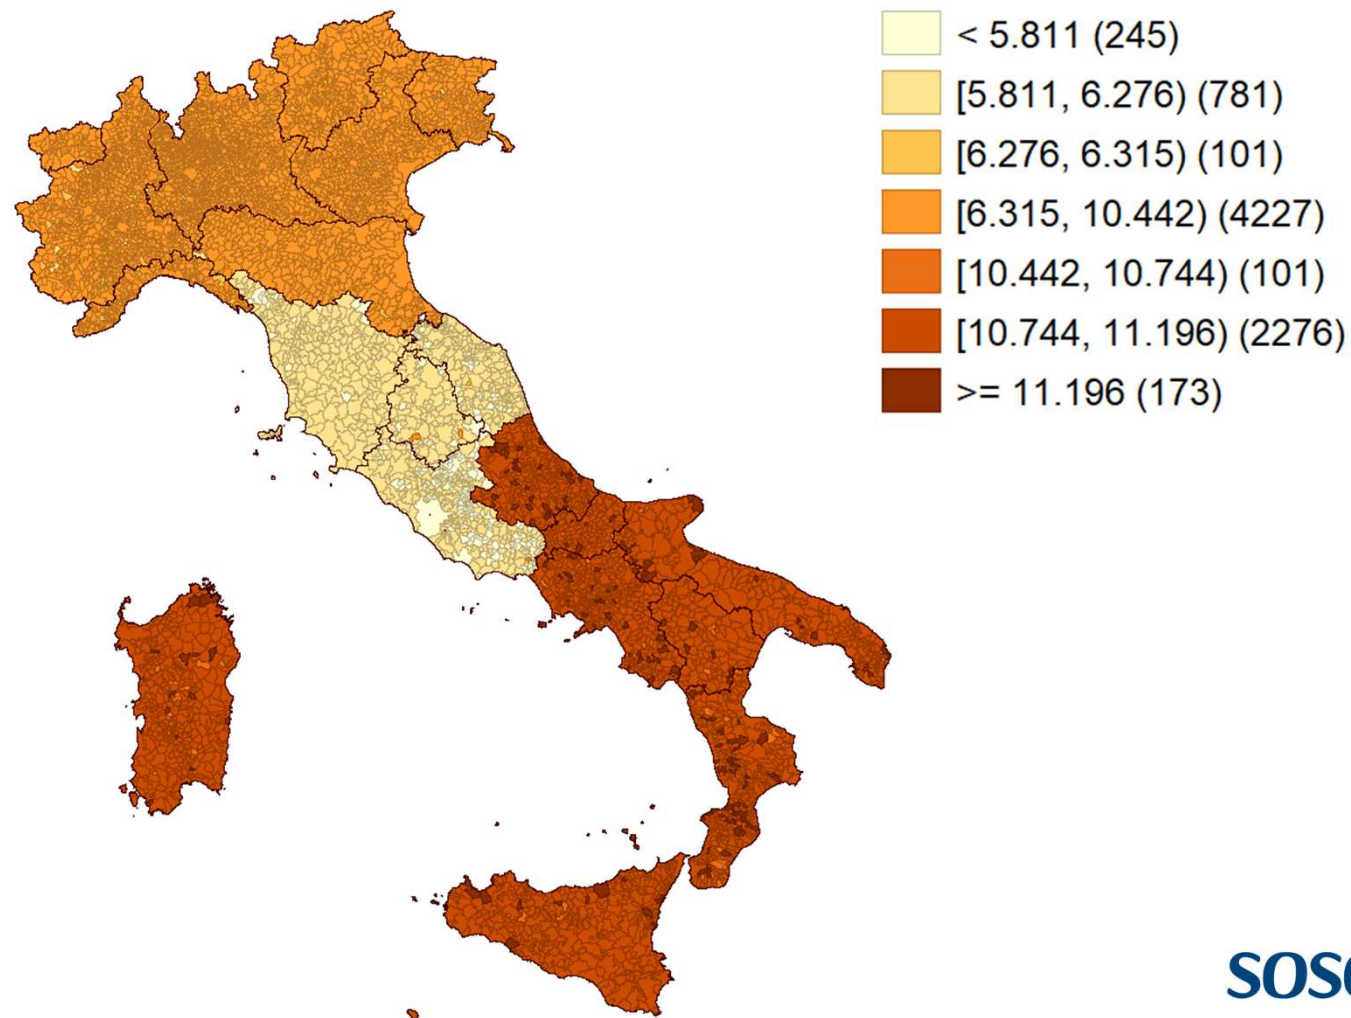 < 5.811 (245)
[5.811, 6.276) (781)
[6.276, 6.315) (101)
[6.315, 10.442) (4227)
[10.442, 10.744) (101)
[10.744, 11.196) (2276)
>= 11.196 (173)